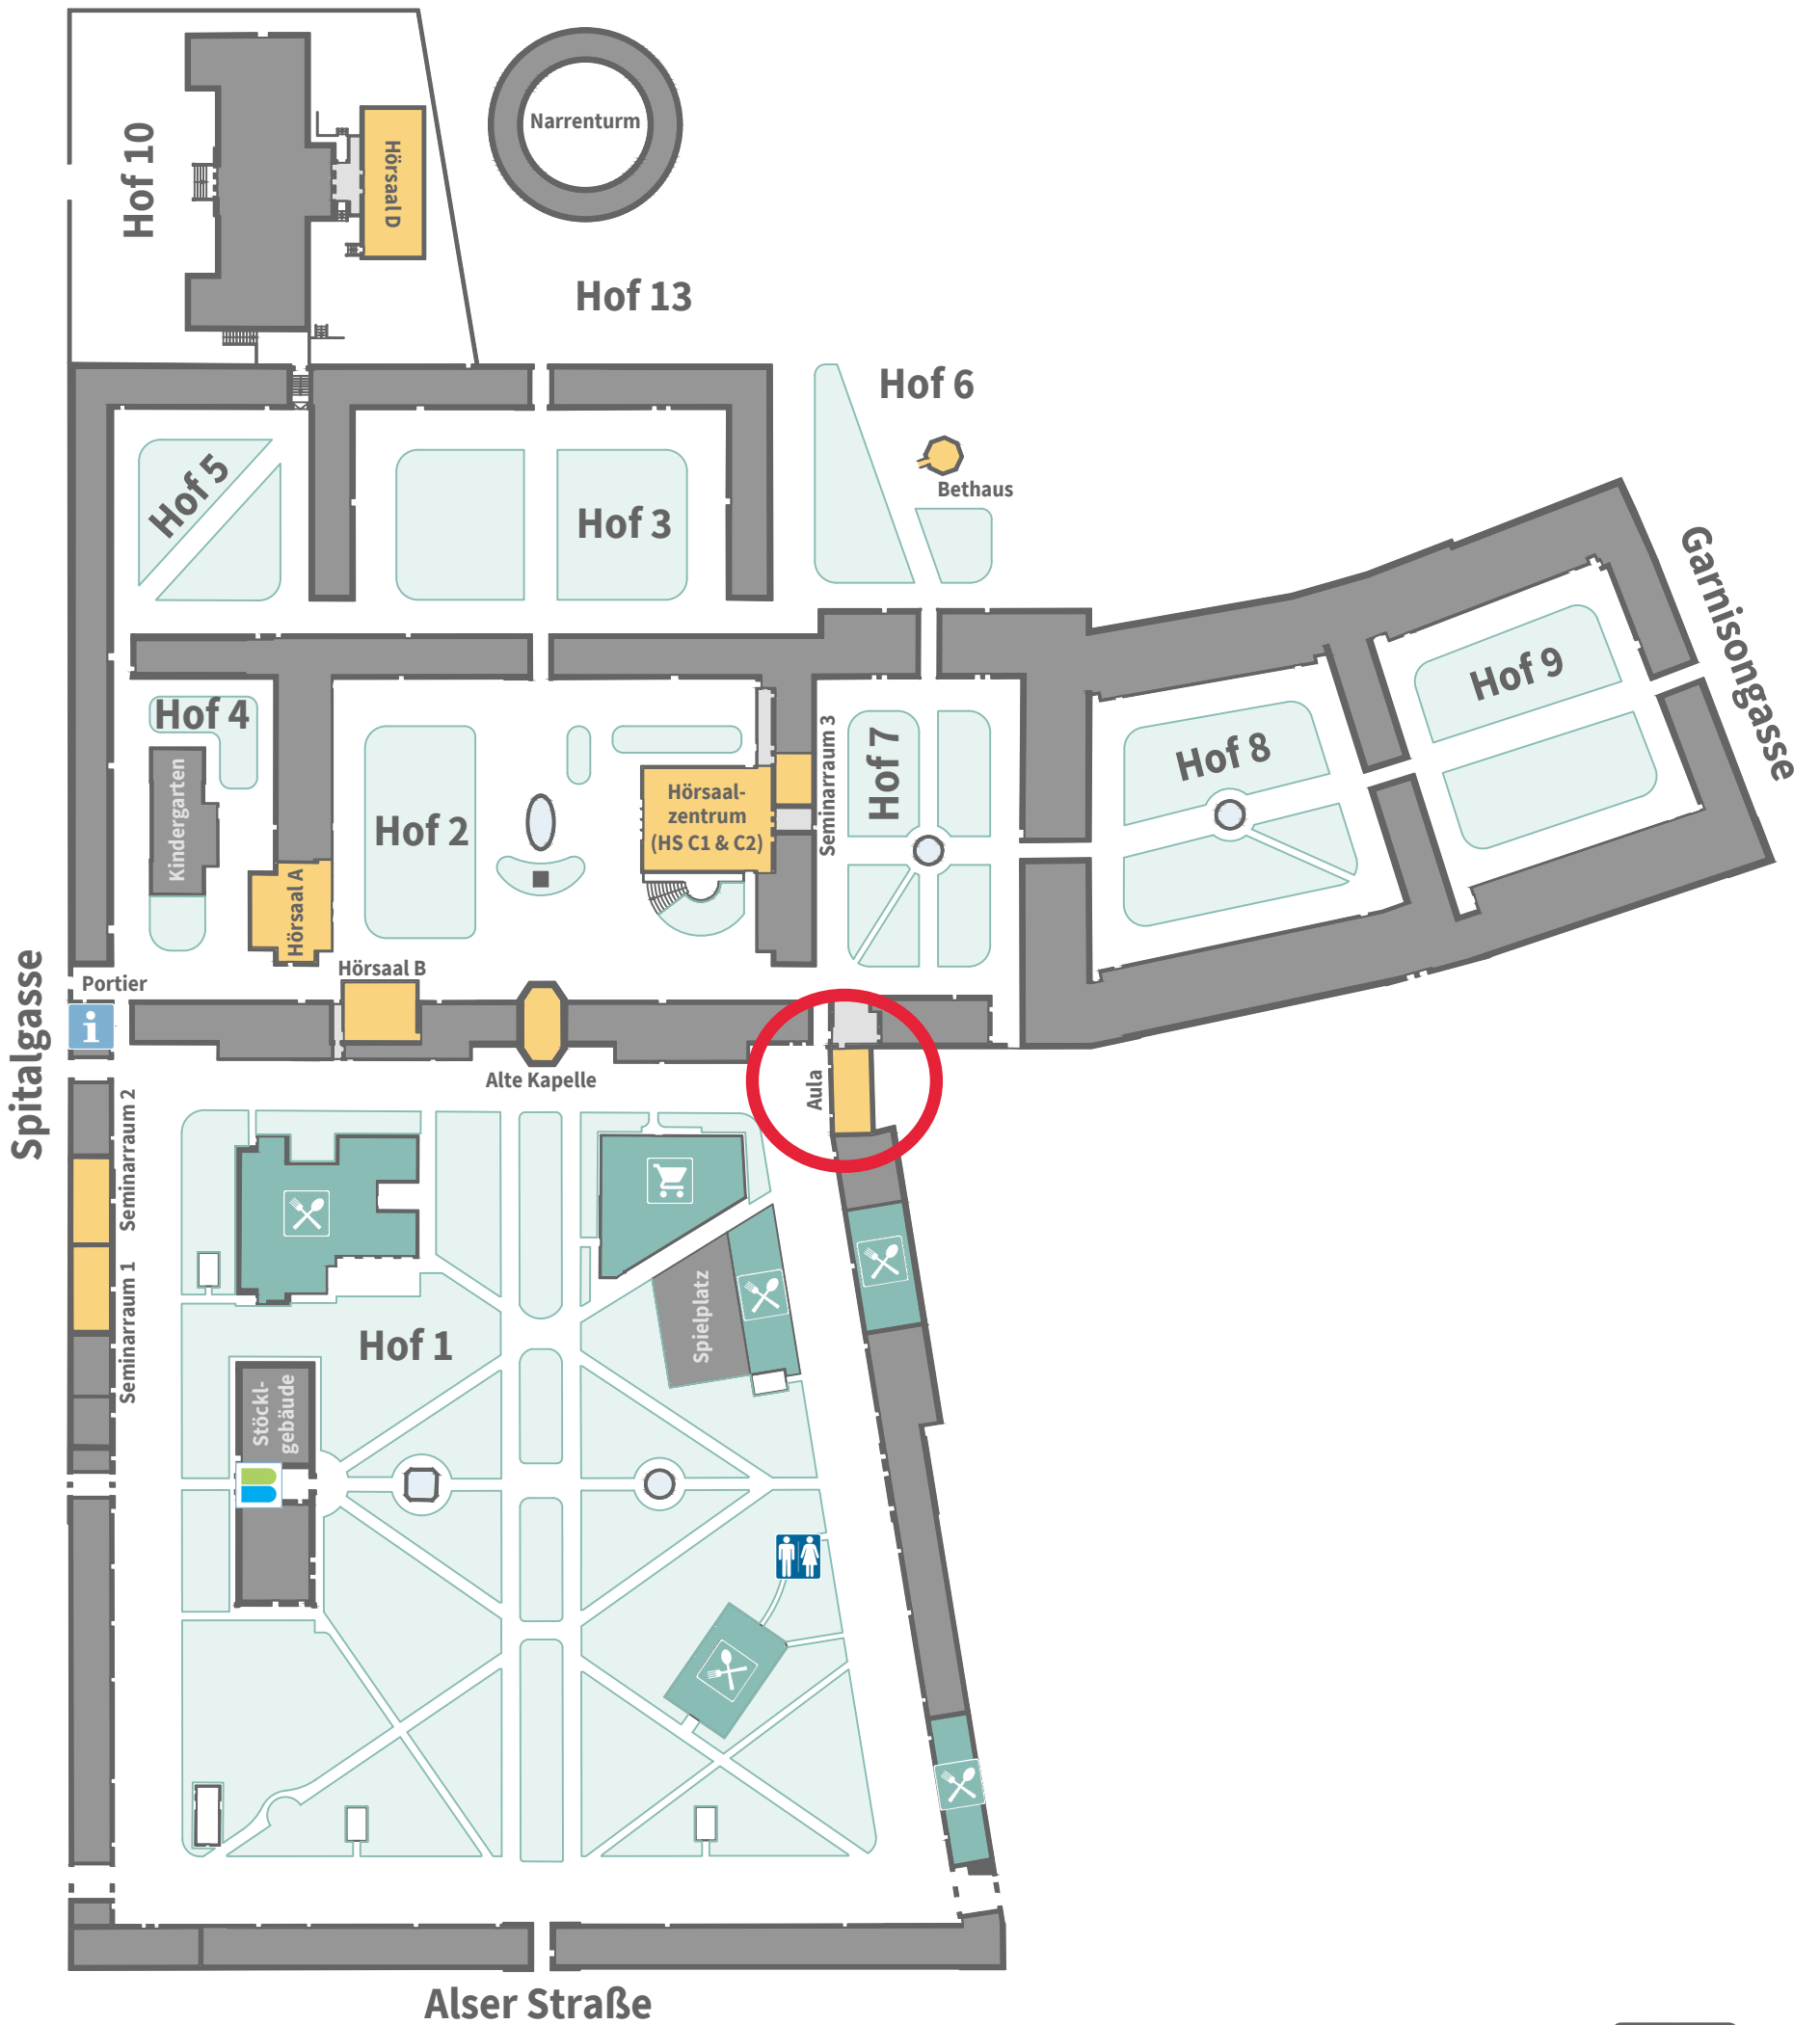 Narrenturm
Hof 10
Hörsaal D
Hof 13
Hof 6
Bethaus
Hof 5
Hof 3
Garnisongasse
Hof 9
Hof 4
Hof 7
Hof 8
Seminarraum 3
Kindergarten
Hof 2
Hörsaal-
zentrum
(HS C1 & C2)
Hörsaal A
Hörsaal B
Portier
i
Spitalgasse
Alte Kapelle
Aula
Seminarraum 2
Seminarraum 1
Spielplatz
Hof 1
Stöckl-
gebäude
Alser Straße